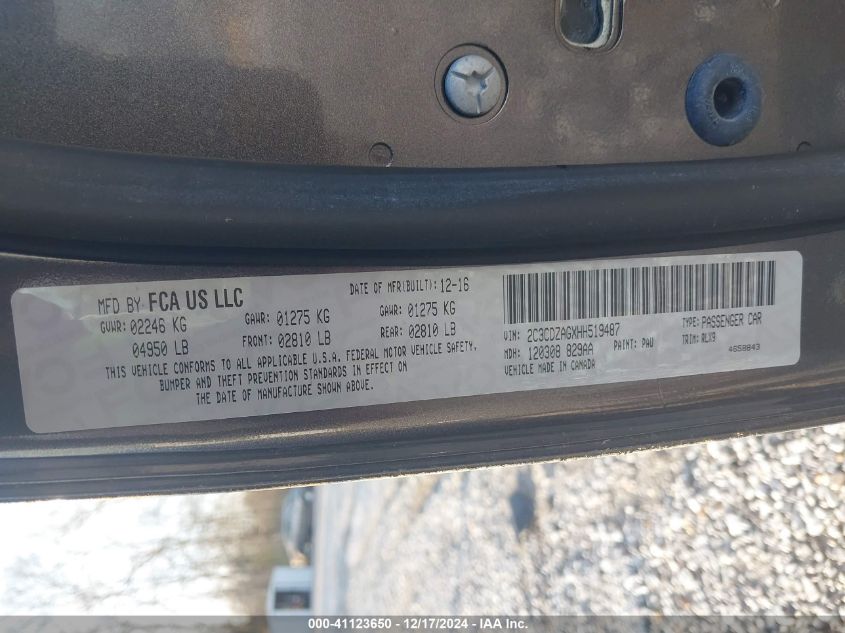 MFD BY FCA US LLC
DATE OF MFR(BUILT): 12-16
GVWR: 02246 KG
GAWR: 01275 KG
GAWR: 01275 KG
04950 LB
FRONT: 02810 LB
REAR: 02810 LB
THIS VEHICLE CONFORMS TO ALL APPLICABLE U.S.A. FEDERAL MOTOR VEHICLE SAFETY,
BUMPER AND THEFT PREVENTION STANDARDS IN EFFECT ON
THE DATE OF MANUFACTURE SHOWN ABOVE.
VIN: 2C3CDZAGXHH519487
TYPE: PASSENGER CAR
MDH: 120308 829AA
PAINT: PAU
TRIM: RLX9
VEHICLE MADE IN CANADA
4658843
000-41123650 - 12/17/2024 - IAA Inc.